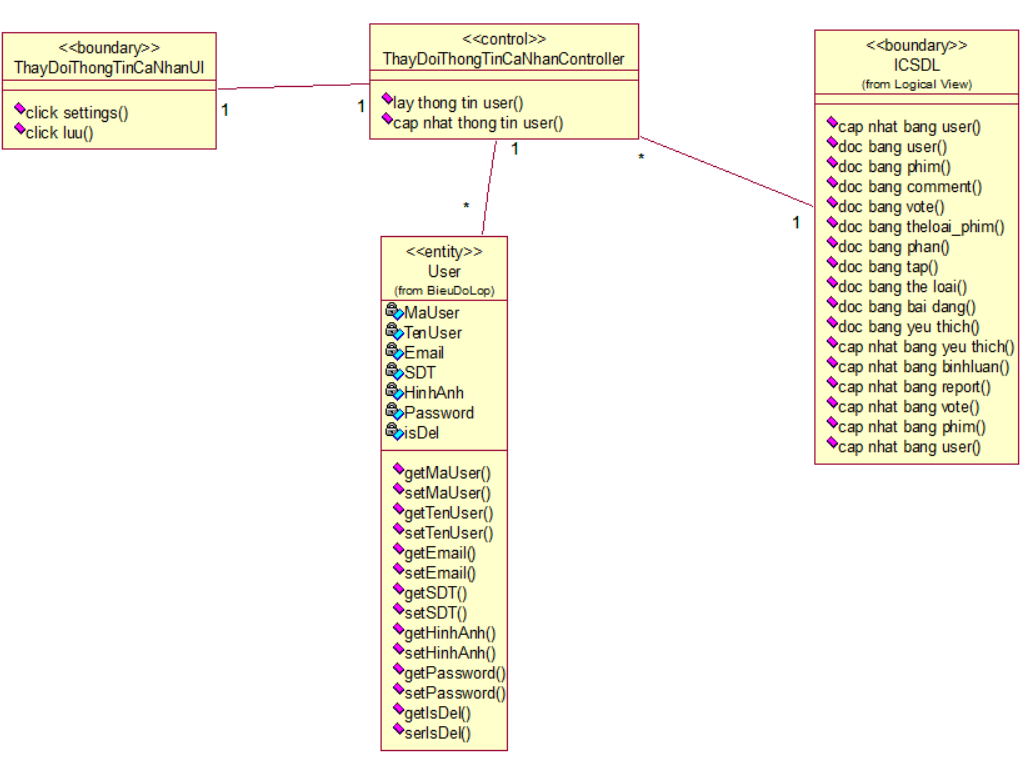 <<boundary>>
ThayDoiThongTinCaNhanUI
click settings()
click luu()
1
1
<<control>>
ThayDoiThongTinCaNhanController
lay thong tin user()
cap nhat thong tin user()
1
*
*
1
<<entity>>
User
(from BieuDoLop)
MaUser
TenUser
Email
SDT
HinhAnh
Password
isDel
getMaUser()
setMaUser()
getTenUser()
setTenUser()
getEmail()
setEmail()
getSDT()
setSDT()
getHinhAnh()
setHinhAnh()
getPassword()
setPassword()
getIsDel()
serIsDel()
<<boundary>>
ICSDL
(from Logical View)
cap nhat bang user()
doc bang user()
doc bang phim()
doc bang comment()
doc bang vote()
doc bang theloai_phim()
doc bang phan()
doc bang tap()
doc bang the loai()
doc bang bai dang()
doc bang yeu thich()
cap nhat bang yeu thich()
cap nhat bang binhluan()
cap nhat bang report()
cap nhat bang vote()
cap nhat bang phim()
cap nhat bang user()